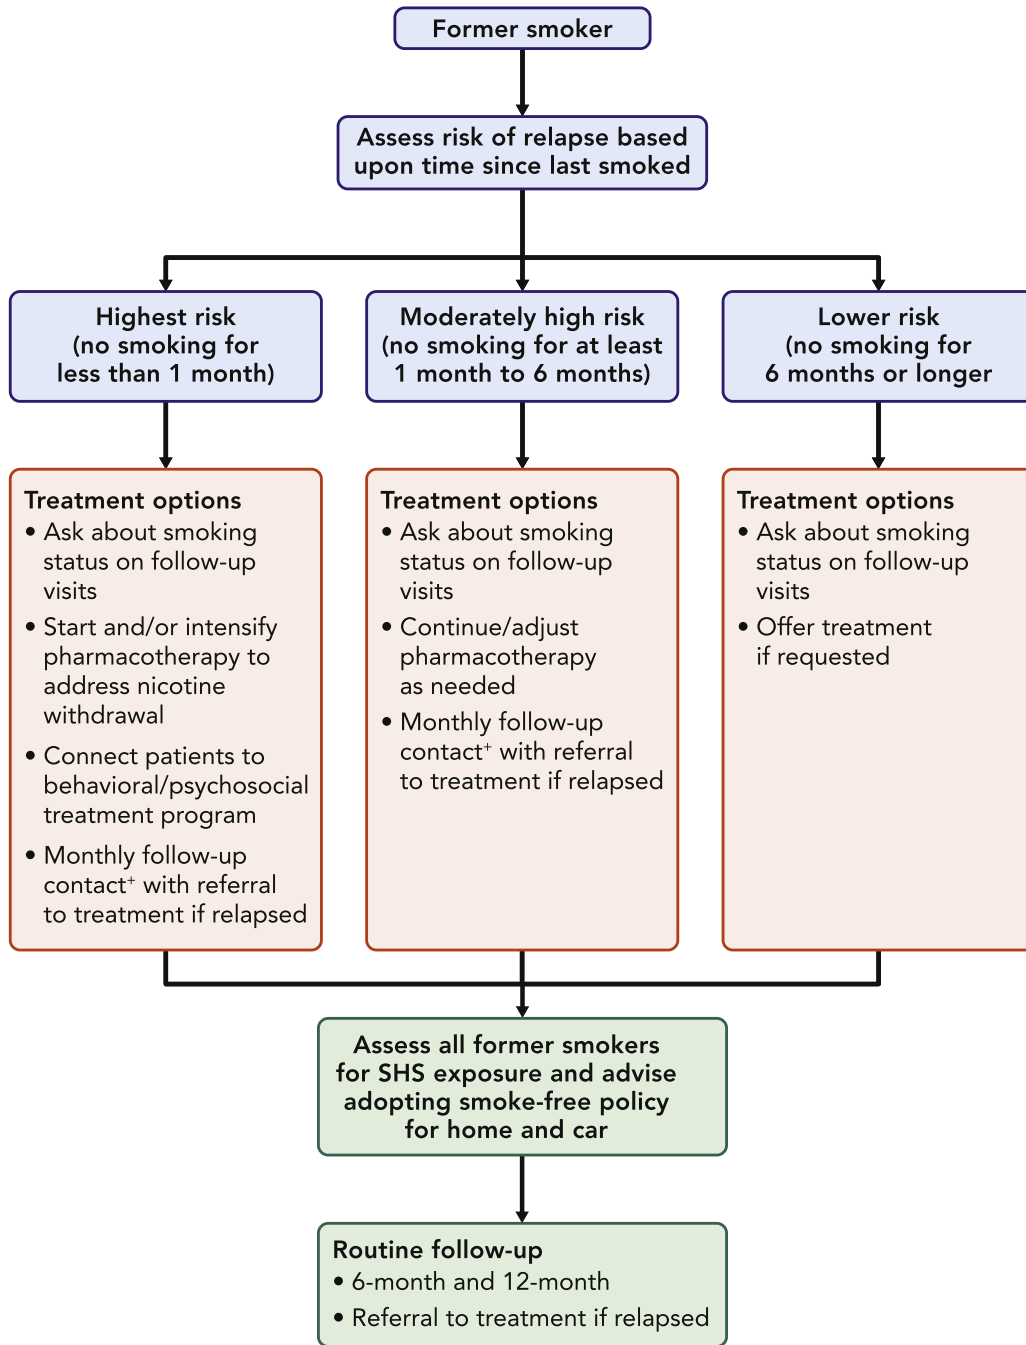 Former smoker
Assess risk of relapse based
upon time since last smoked
Highest risk
(no smoking for
less than 1 month)
Moderately high risk
(no smoking for at least
1 month to 6 months)
Lower risk
(no smoking for
6 months or longer
Treatment options
• Ask about smoking
status on follow-up
visits
• Start and/or intensify
pharmacotherapy to
address nicotine
withdrawal
• Connect patients to
behavioral/psychosocial
treatment program
• Monthly follow-up
contact⁺ with referral
to treatment if relapsed
Treatment options
• Ask about smoking
status on follow-up
visits
• Continue/adjust
pharmacotherapy
as needed
• Monthly follow-up
contact⁺ with referral
to treatment if relapsed
Treatment options
• Ask about smoking
status on follow-up
visits
• Offer treatment
if requested
Assess all former smokers
for SHS exposure and advise
adopting smoke-free policy
for home and car
Routine follow-up
• 6-month and 12-month
• Referral to treatment if relapsed